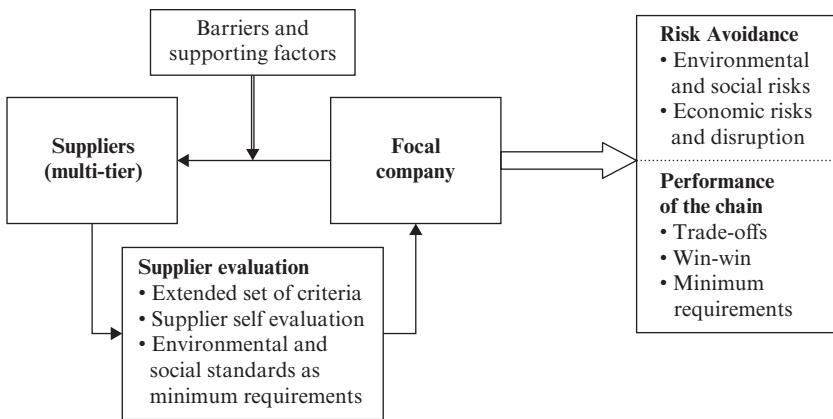 Barriers and
supporting factors
Suppliers
(multi-tier)
Focal
company
Supplier evaluation
• Extended set of criteria
• Supplier self evaluation
• Environmental and
social standards as
minimum requirements
Risk Avoidance
• Environmental
and social risks
• Economic risks
and disruption
Performance
of the chain
• Trade-offs
• Win-win
• Minimum
requirements